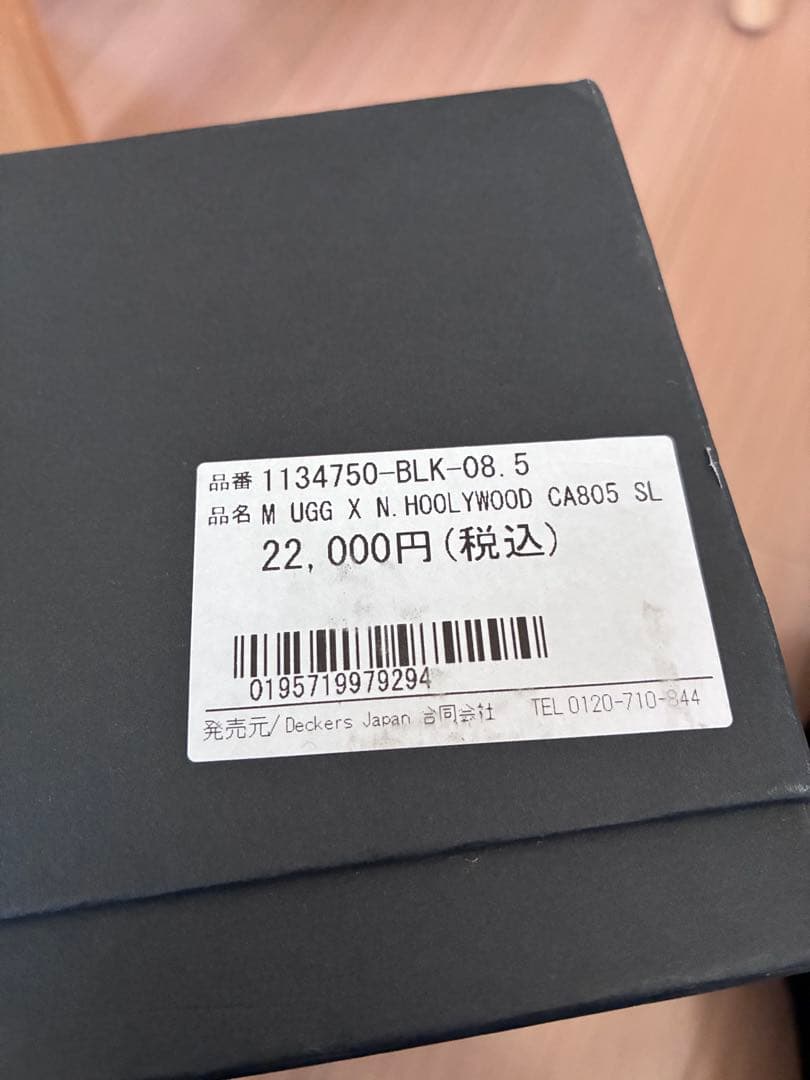 品番 1134750-BLK-08.5
品名 M UGG X N.HOOLYWOOD CA805 SL
22,000円(税込)
0195719979294
発売元/Deckers Japan 合同会社 TEL 0120-710-844